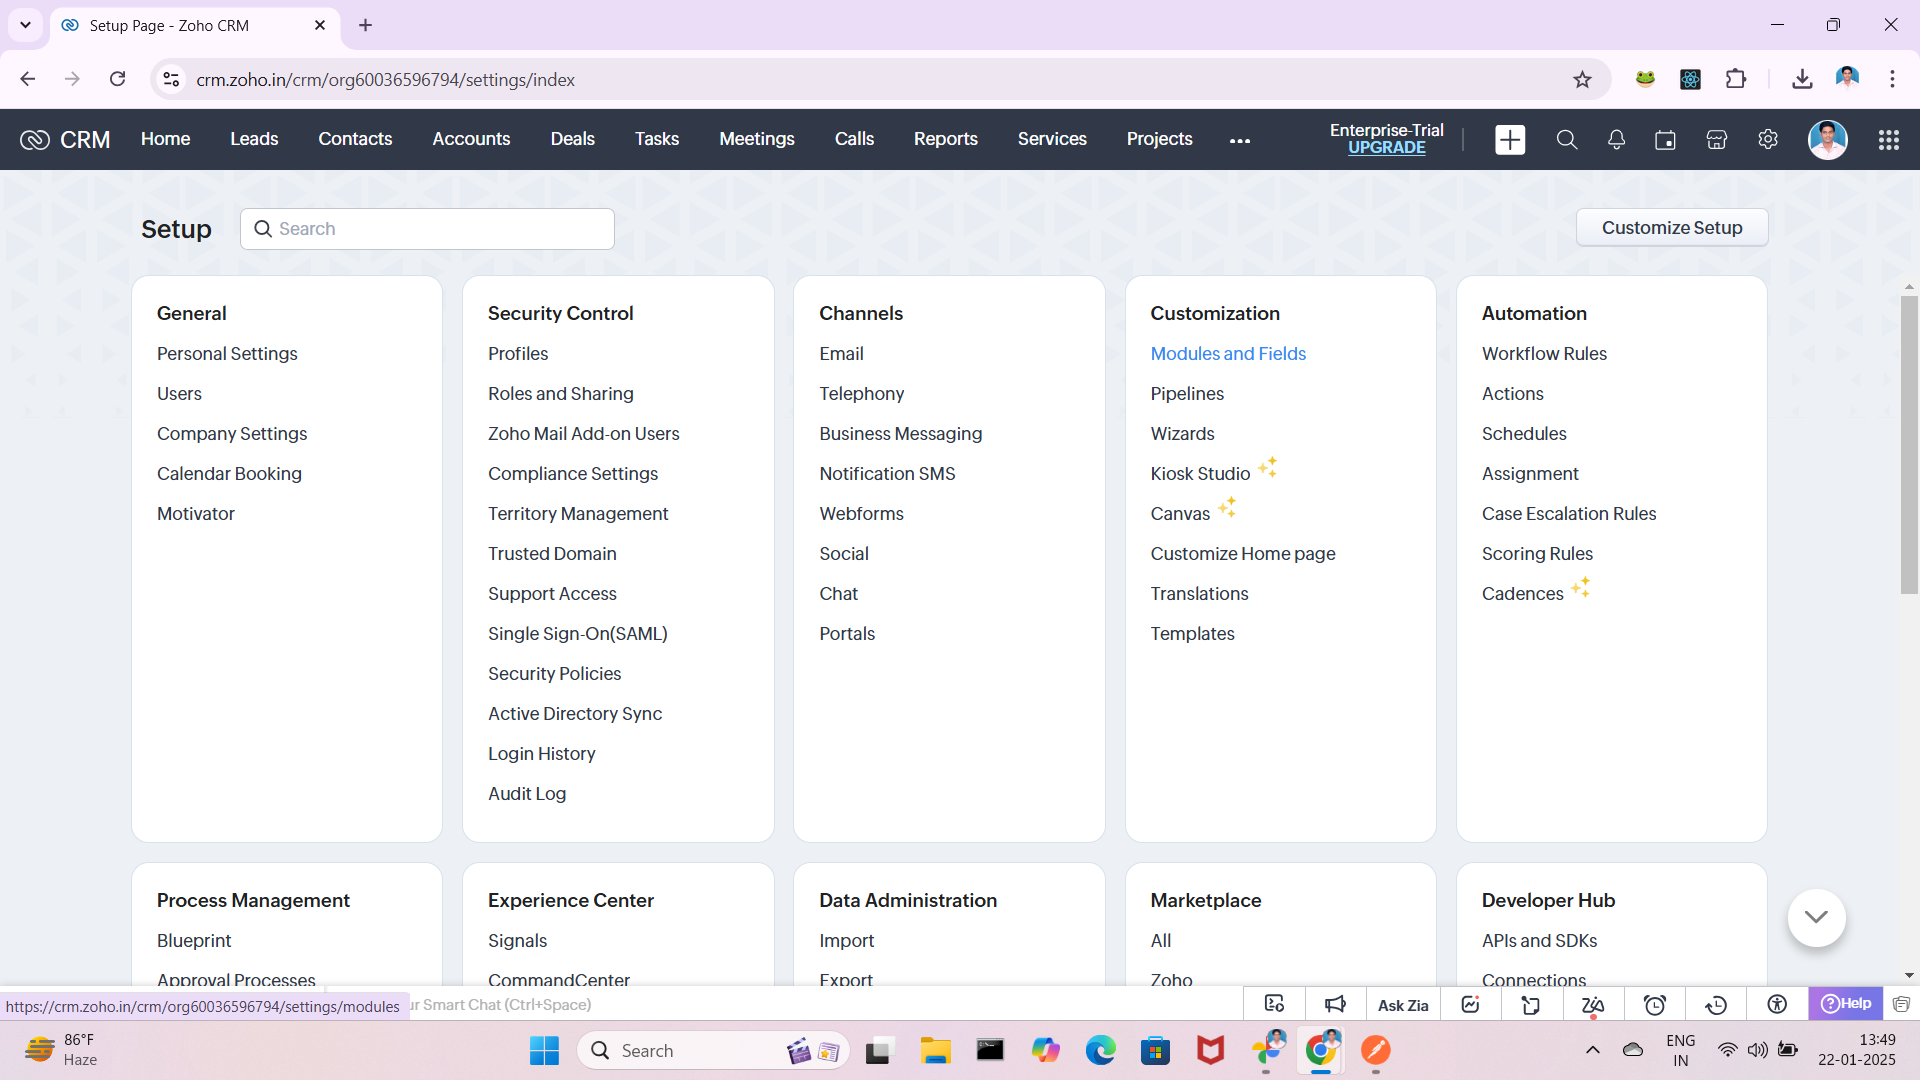 Setup Page - Zoho CRM
crm.zoho.in/crm/org60036596794/settings/index
CRM Home Leads Contacts Accounts Deals Tasks Meetings Calls Reports Services Projects ••• Enterprise-Trial
UPGRADE
Setup Search Customize Setup
General
Personal Settings
Users
Company Settings
Calendar Booking
Motivator
Security Control
Profiles
Roles and Sharing
Zoho Mail Add-on Users
Compliance Settings
Territory Management
Trusted Domain
Support Access
Single Sign-On(SAML)
Security Policies
Active Directory Sync
Login History
Audit Log
Channels
Email
Telephony
Business Messaging
Notification SMS
Webforms
Social
Chat
Portals
Customization
Modules and Fields
Pipelines
Wizards
Kiosk Studio
Canvas
Customize Home page
Translations
Templates
Automation
Workflow Rules
Actions
Schedules
Assignment
Case Escalation Rules
Scoring Rules
Cadences
Process Management
Blueprint
Approval Processes
Experience Center
Signals
CommandCenter
Data Administration
Import
Export
Marketplace
All
Zoho
Developer Hub
APIs and SDKs
Connections
https://crm.zoho.in/crm/org60036596794/settings/modules
ur Smart Chat (Ctrl+Space)
Ask Zia
Help
86°F
Haze
Search
ENG
IN
13:49
22-01-2025